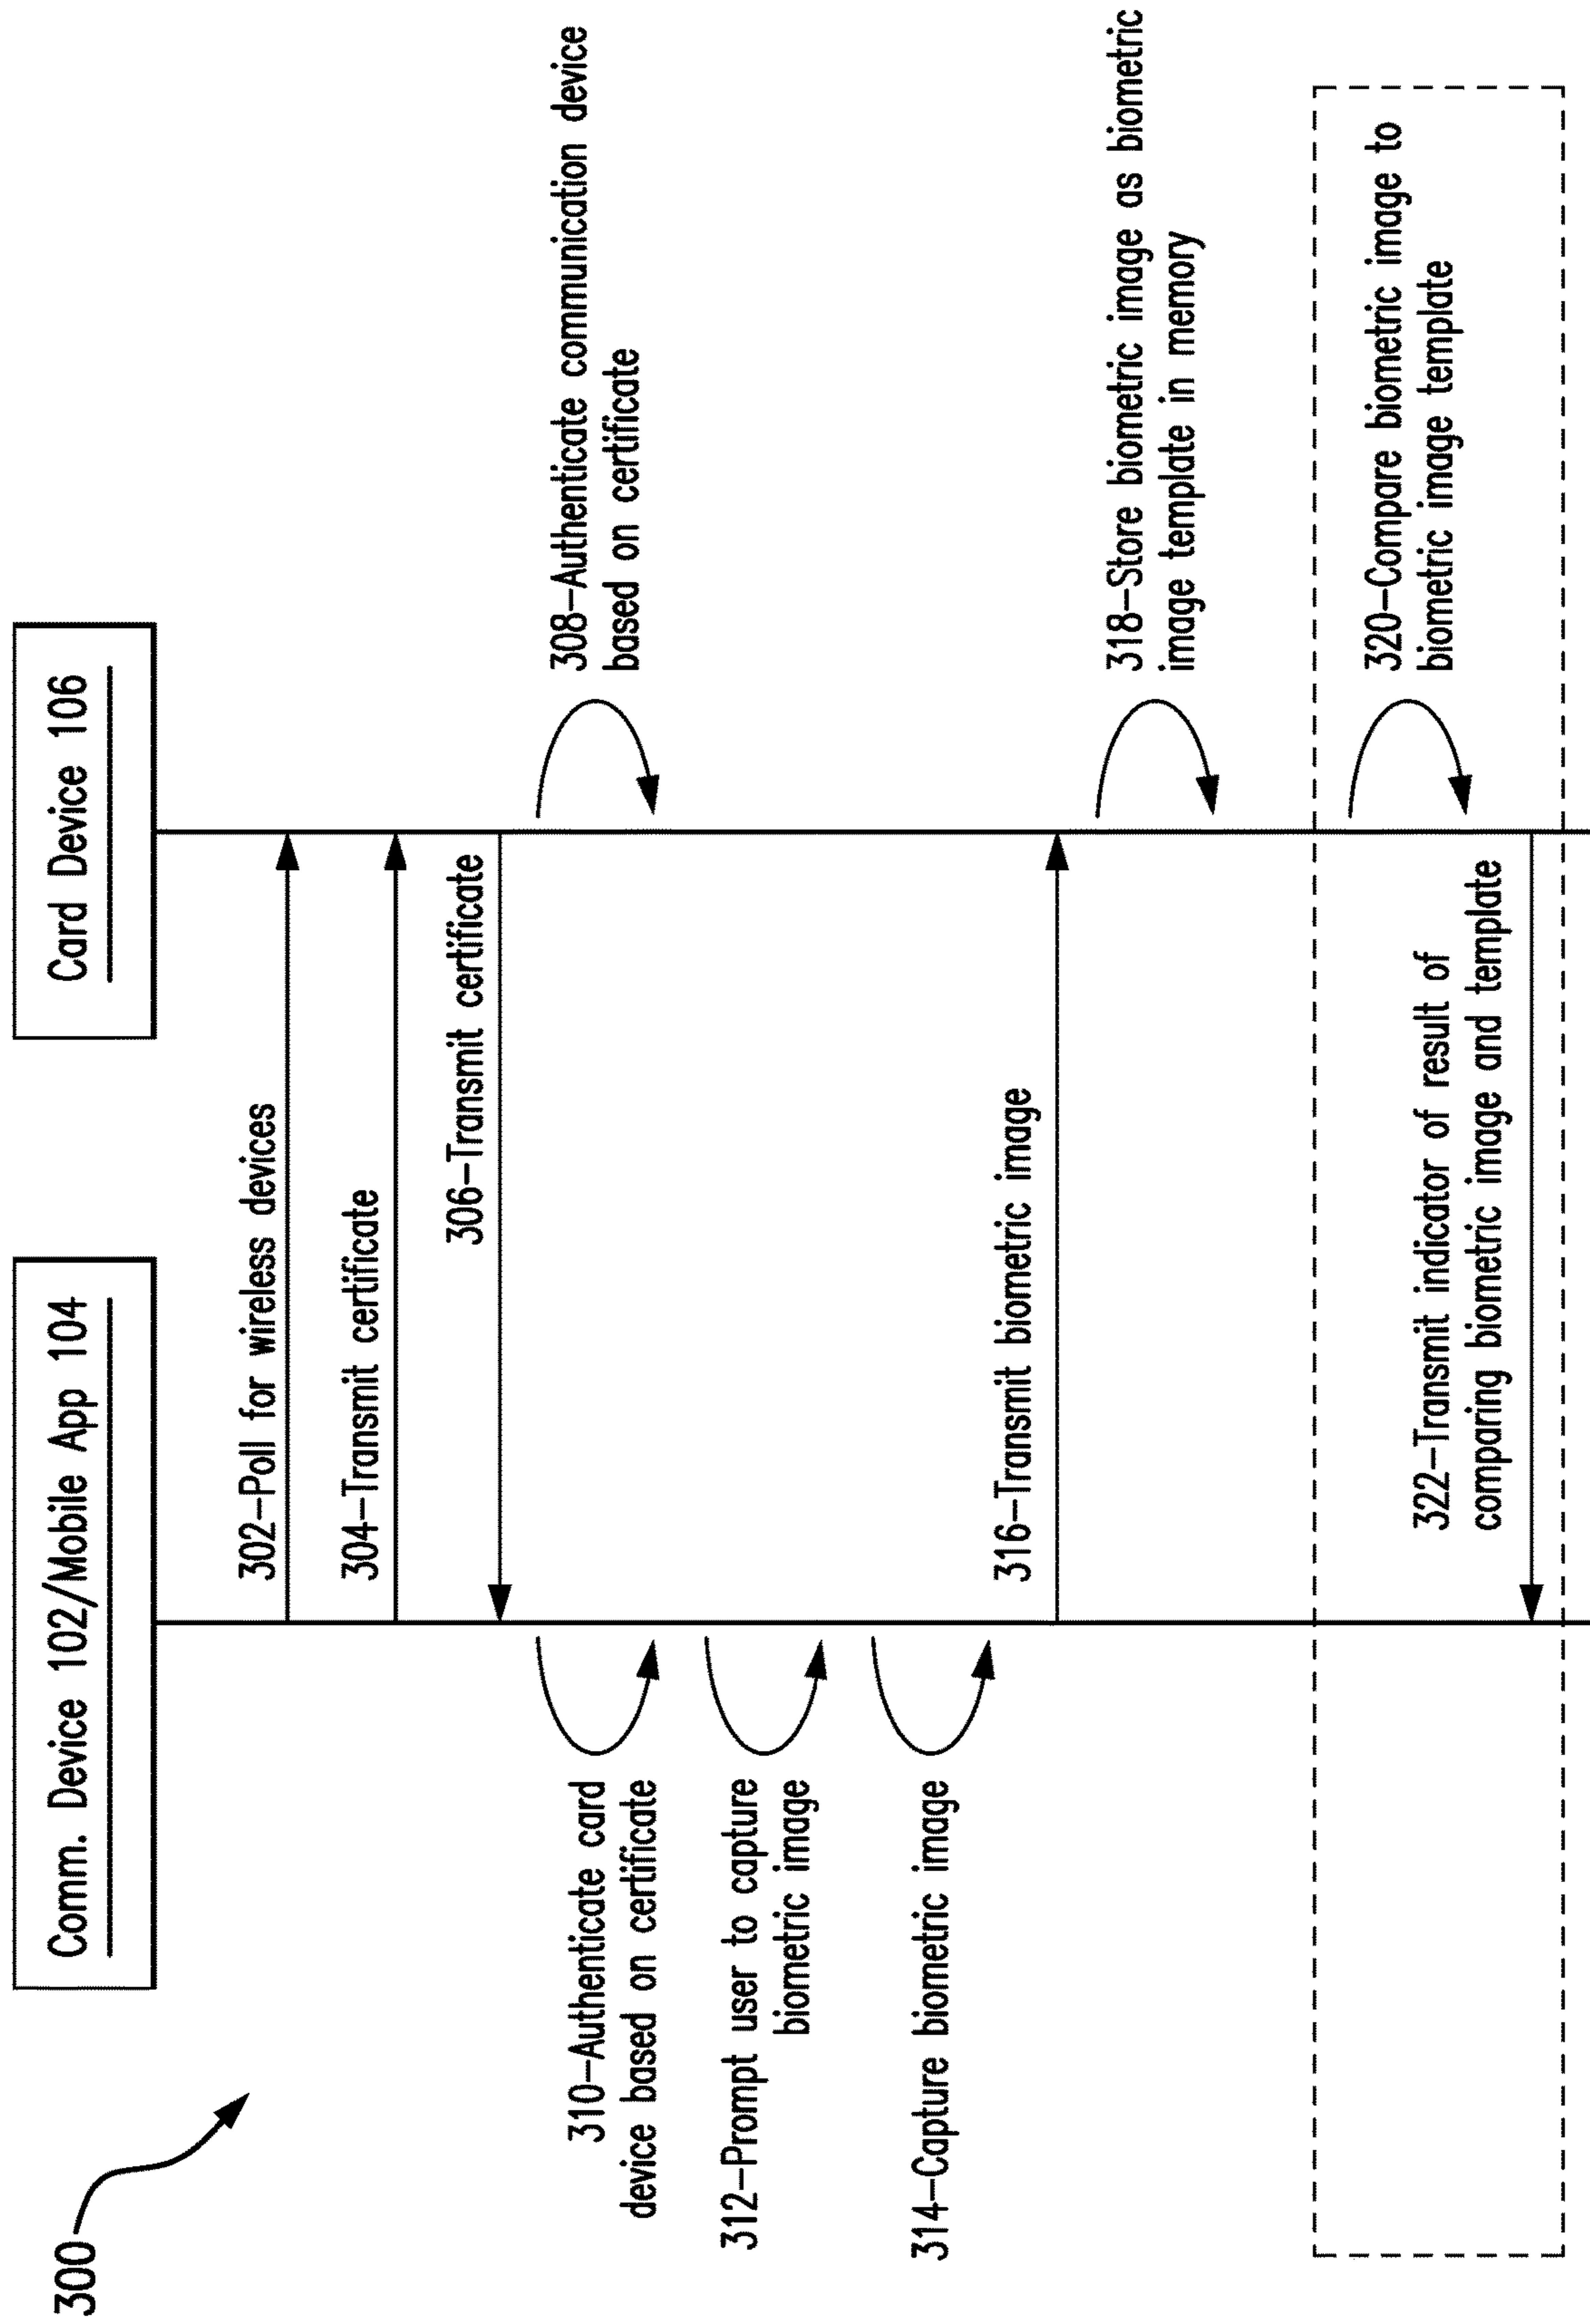 300
Comm. Device 102/Mobile App 104
Card Device 106
302–Poll for wireless devices
304–Transmit certificate
306–Transmit certificate
308–Authenticate communication device
based on certificate
310–Authenticate card
device based on certificate
312–Prompt user to capture
biometric image
314–Capture biometric image
316–Transmit biometric image
318–Store biometric image as biometric
image template in memory
320–Compare biometric image to
biometric image template
322–Transmit indicator of result of
comparing biometric image and template